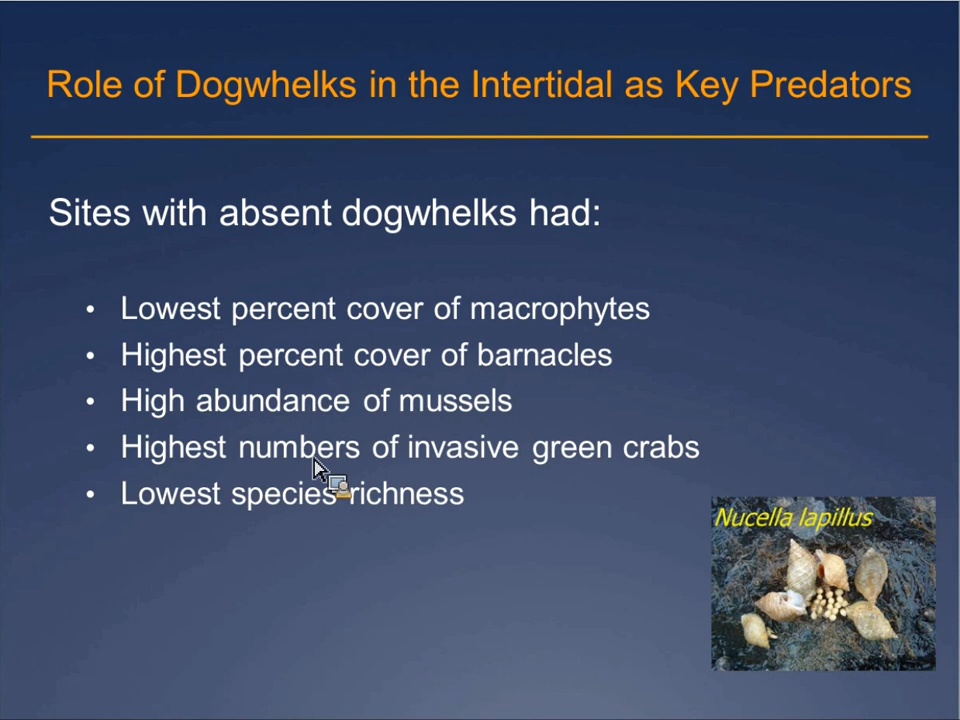 Role of Dogwhelks in the Intertidal as Key Predators
Sites with absent dogwhelks had:
• Lowest percent cover of macrophytes
• Highest percent cover of barnacles
• High abundance of mussels
• Highest numbers of invasive green crabs
• Lowest species richness
Nucella lapillus